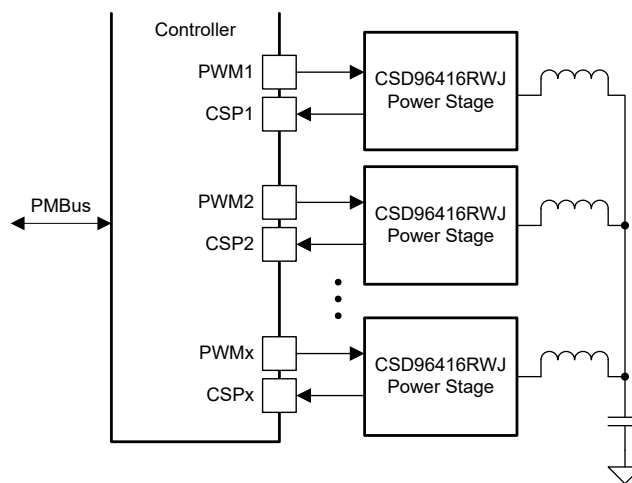 Controller
PWM1
CSP1
CSD96416RWJ
Power Stage
PMBus
PWM2
CSP2
CSD96416RWJ
Power Stage
PWMx
CSPx
CSD96416RWJ
Power Stage